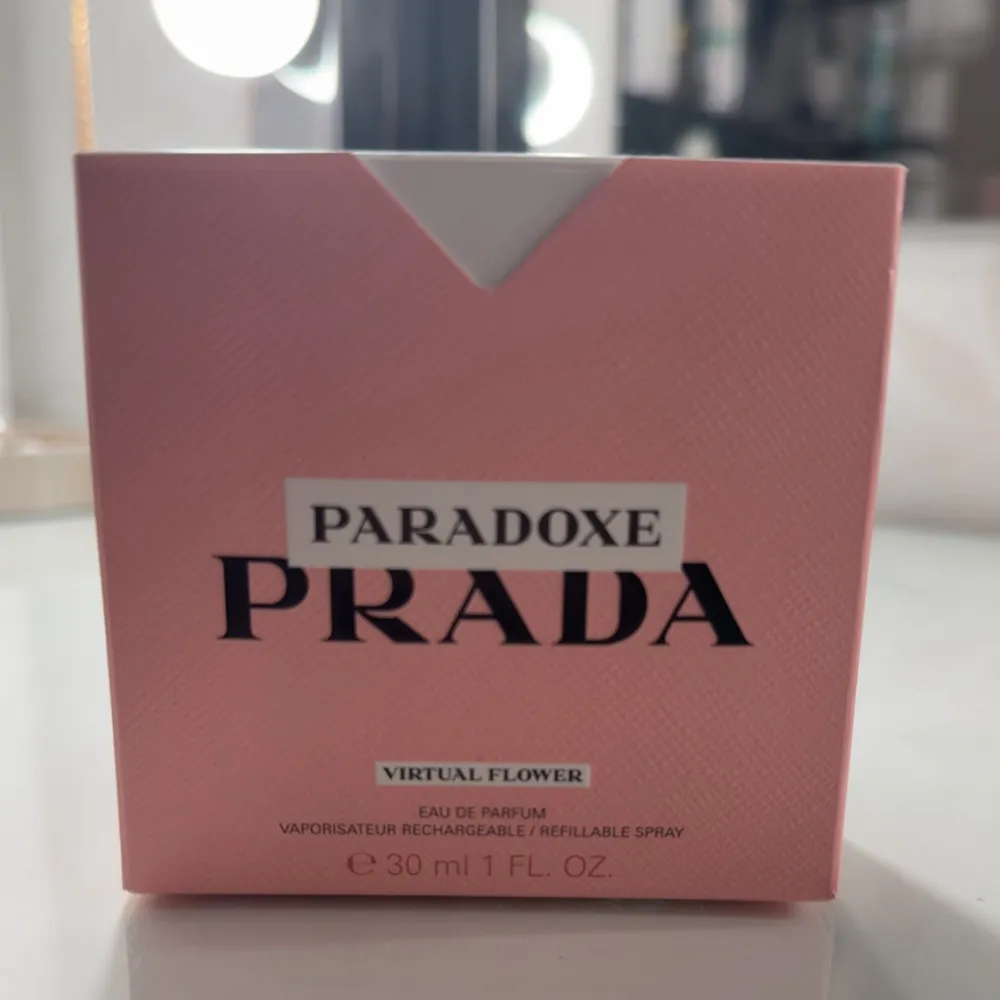 PARADOXE
PRADA
VIRTUAL FLOWER
EAU DE PARFUM
VAPORISATEUR RECHARGEABLE / REFILLABLE SPRAY
℮ 30 ml 1 FL. OZ.